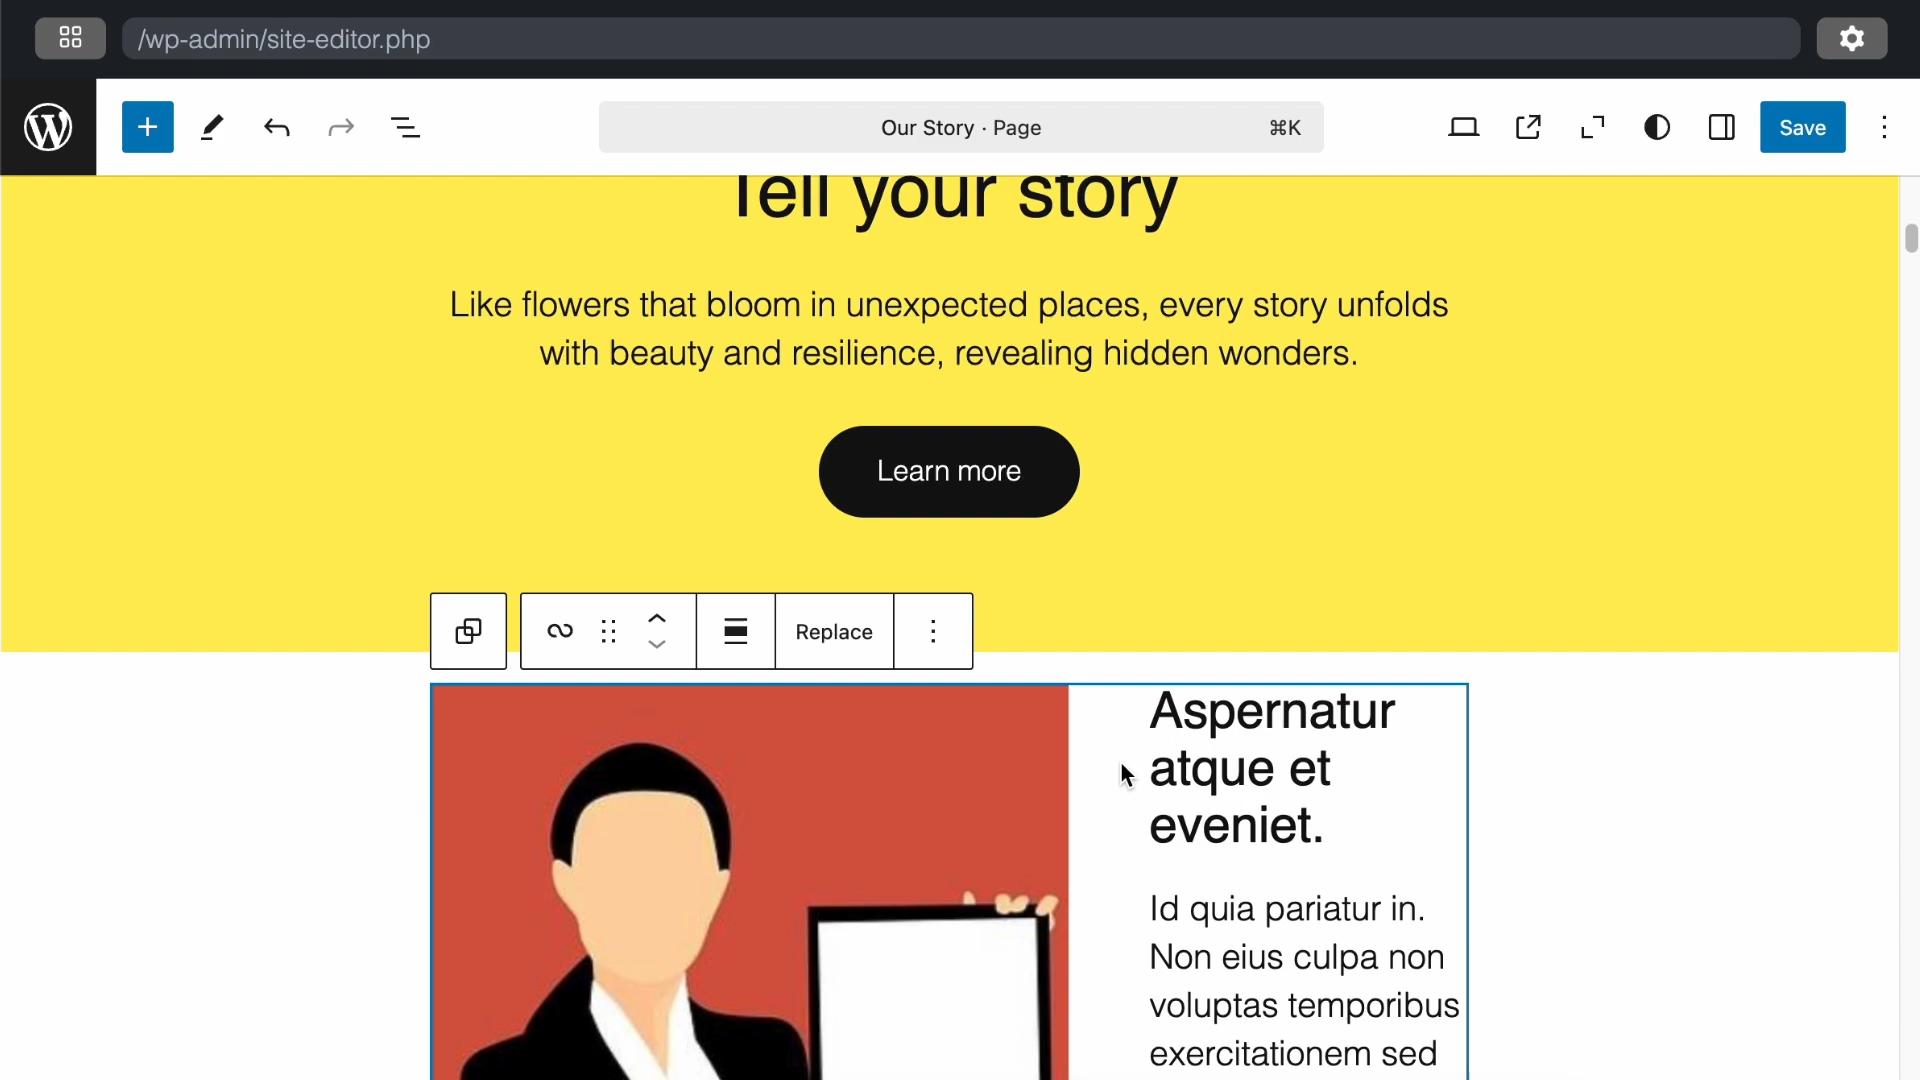 /wp-admin/site-editor.php
Our Story · Page ⌘K
Save
Tell your story
Like flowers that bloom in unexpected places, every story unfolds
with beauty and resilience, revealing hidden wonders.
Learn more
Replace
Aspernatur
atque et
eveniet.
Id quia pariatur in.
Non eius culpa non
voluptas temporibus
exercitationem sed